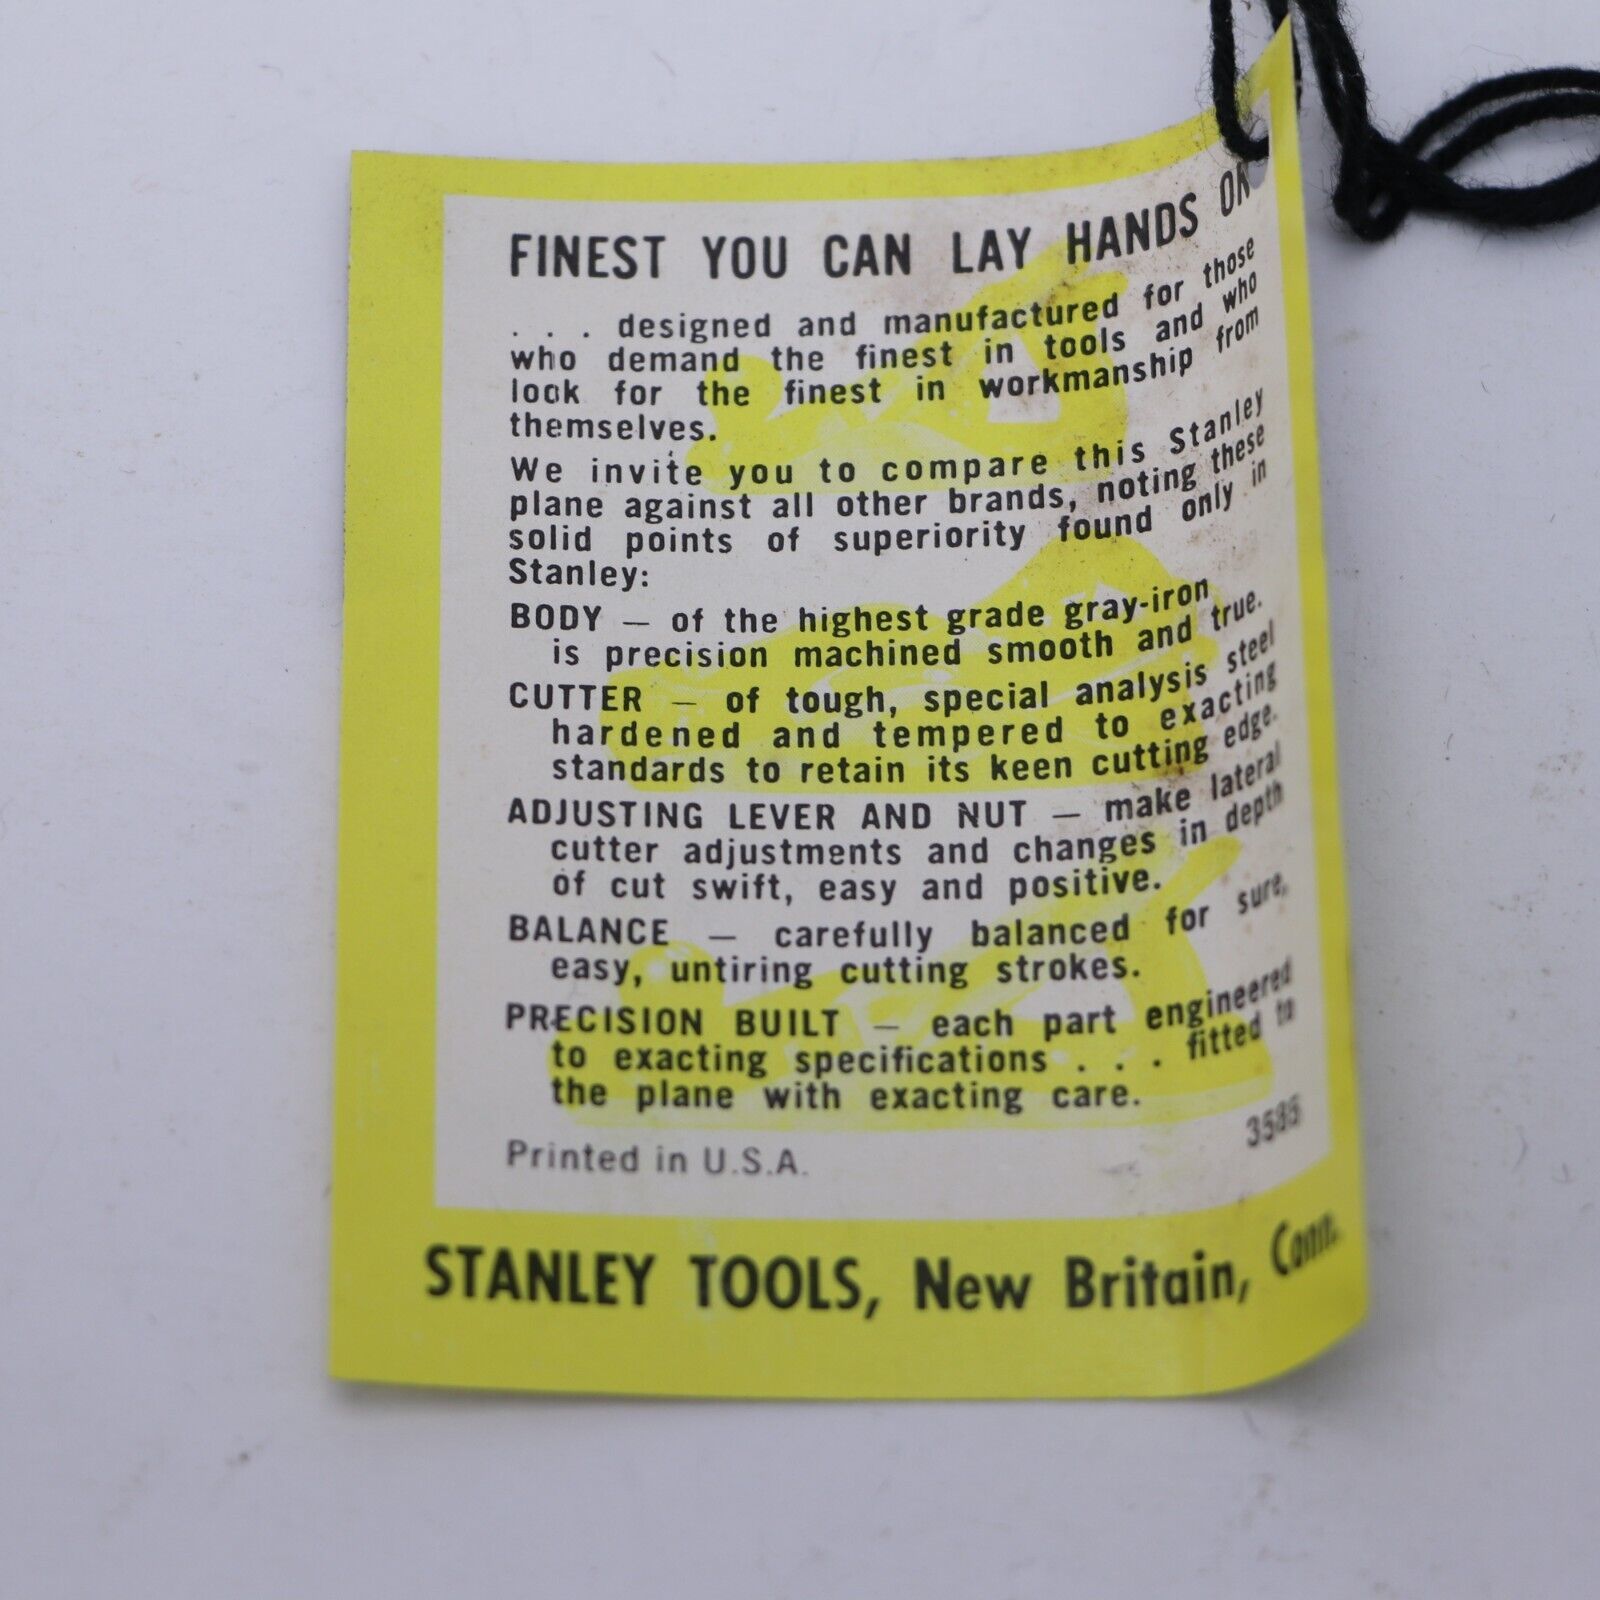 FINEST YOU CAN LAY HANDS ON
. . . designed and manufactured for those
who demand the finest in tools and who
look for the finest in workmanship from
themselves.
We invite you to compare this Stanley
plane against all other brands, noting these
solid points of superiority found only in
Stanley:
BODY — of the highest grade gray-iron
is precision machined smooth and true.
CUTTER — of tough, special analysis steel
hardened and tempered to exacting
standards to retain its keen cutting edge.
ADJUSTING LEVER AND NUT — make lateral
cutter adjustments and changes in depth
of cut swift, easy and positive.
BALANCE — carefully balanced for sure,
easy, untiring cutting strokes.
PRECISION BUILT — each part engineered
to exacting specifications . . . fitted to
the plane with exacting care.
Printed in U.S.A. 3585
STANLEY TOOLS, New Britain, Conn.